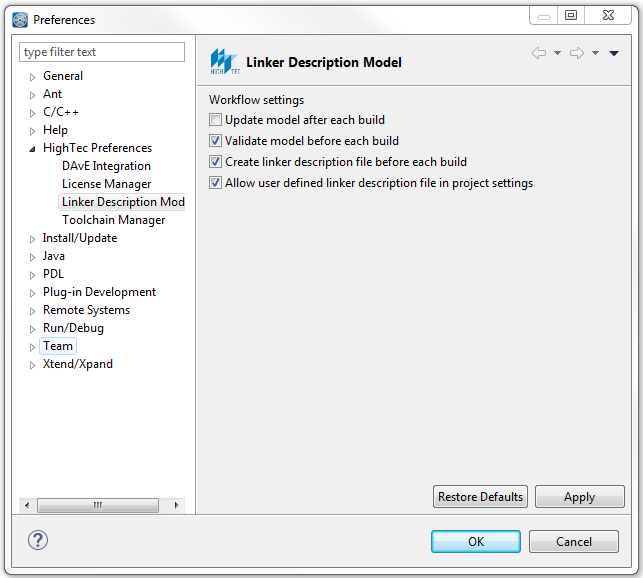 Preferences
type filter text
General
Ant
C/C++
Help
HighTec Preferences
DAvE Integration
License Manager
Linker Description Mod
Toolchain Manager
Install/Update
Java
PDL
Plug-in Development
Remote Systems
Run/Debug
Team
Xtend/Xpand
HIGH TEC
Linker Description Model
Workflow settings
Update model after each build
Validate model before each build
Create linker description file before each build
Allow user defined linker description file in project settings
Restore Defaults
Apply
?
OK
Cancel